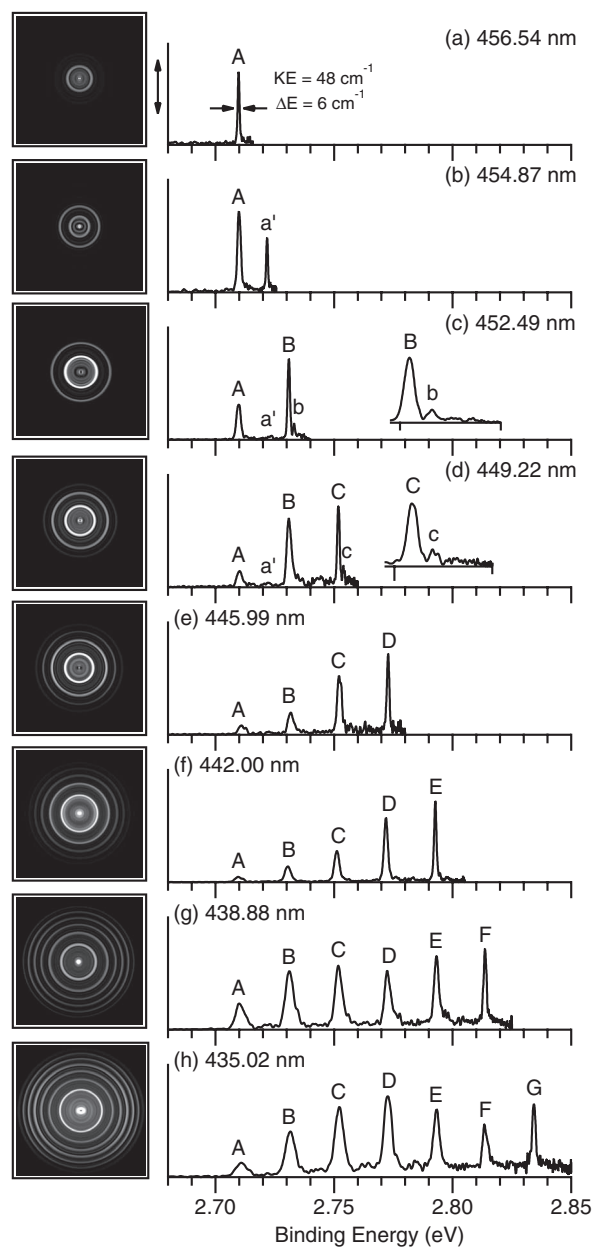 (a) 456.54 nm
A
KE = 48 cm⁻¹
ΔE = 6 cm⁻¹
(b) 454.87 nm
A
a'
(c) 452.49 nm
A
a'
B
b
B
b
(d) 449.22 nm
A
a'
B
C
c
C
c
(e) 445.99 nm
A
B
C
D
(f) 442.00 nm
A
B
C
D
E
(g) 438.88 nm
A
B
C
D
E
F
(h) 435.02 nm
A
B
C
D
E
F
G
2.70 2.75 2.80 2.85
Binding Energy (eV)